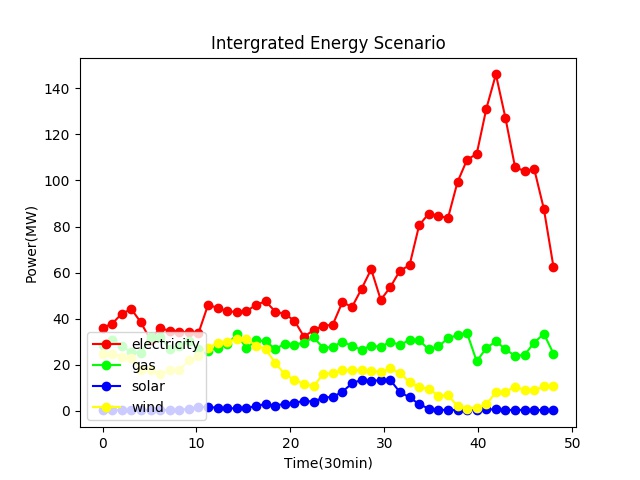 Intergrated Energy Scenario
Power(MW)
140
120
100
80
60
40
20
0
electricity
gas
solar
wind
0 10 20 30 40 50
Time(30min)